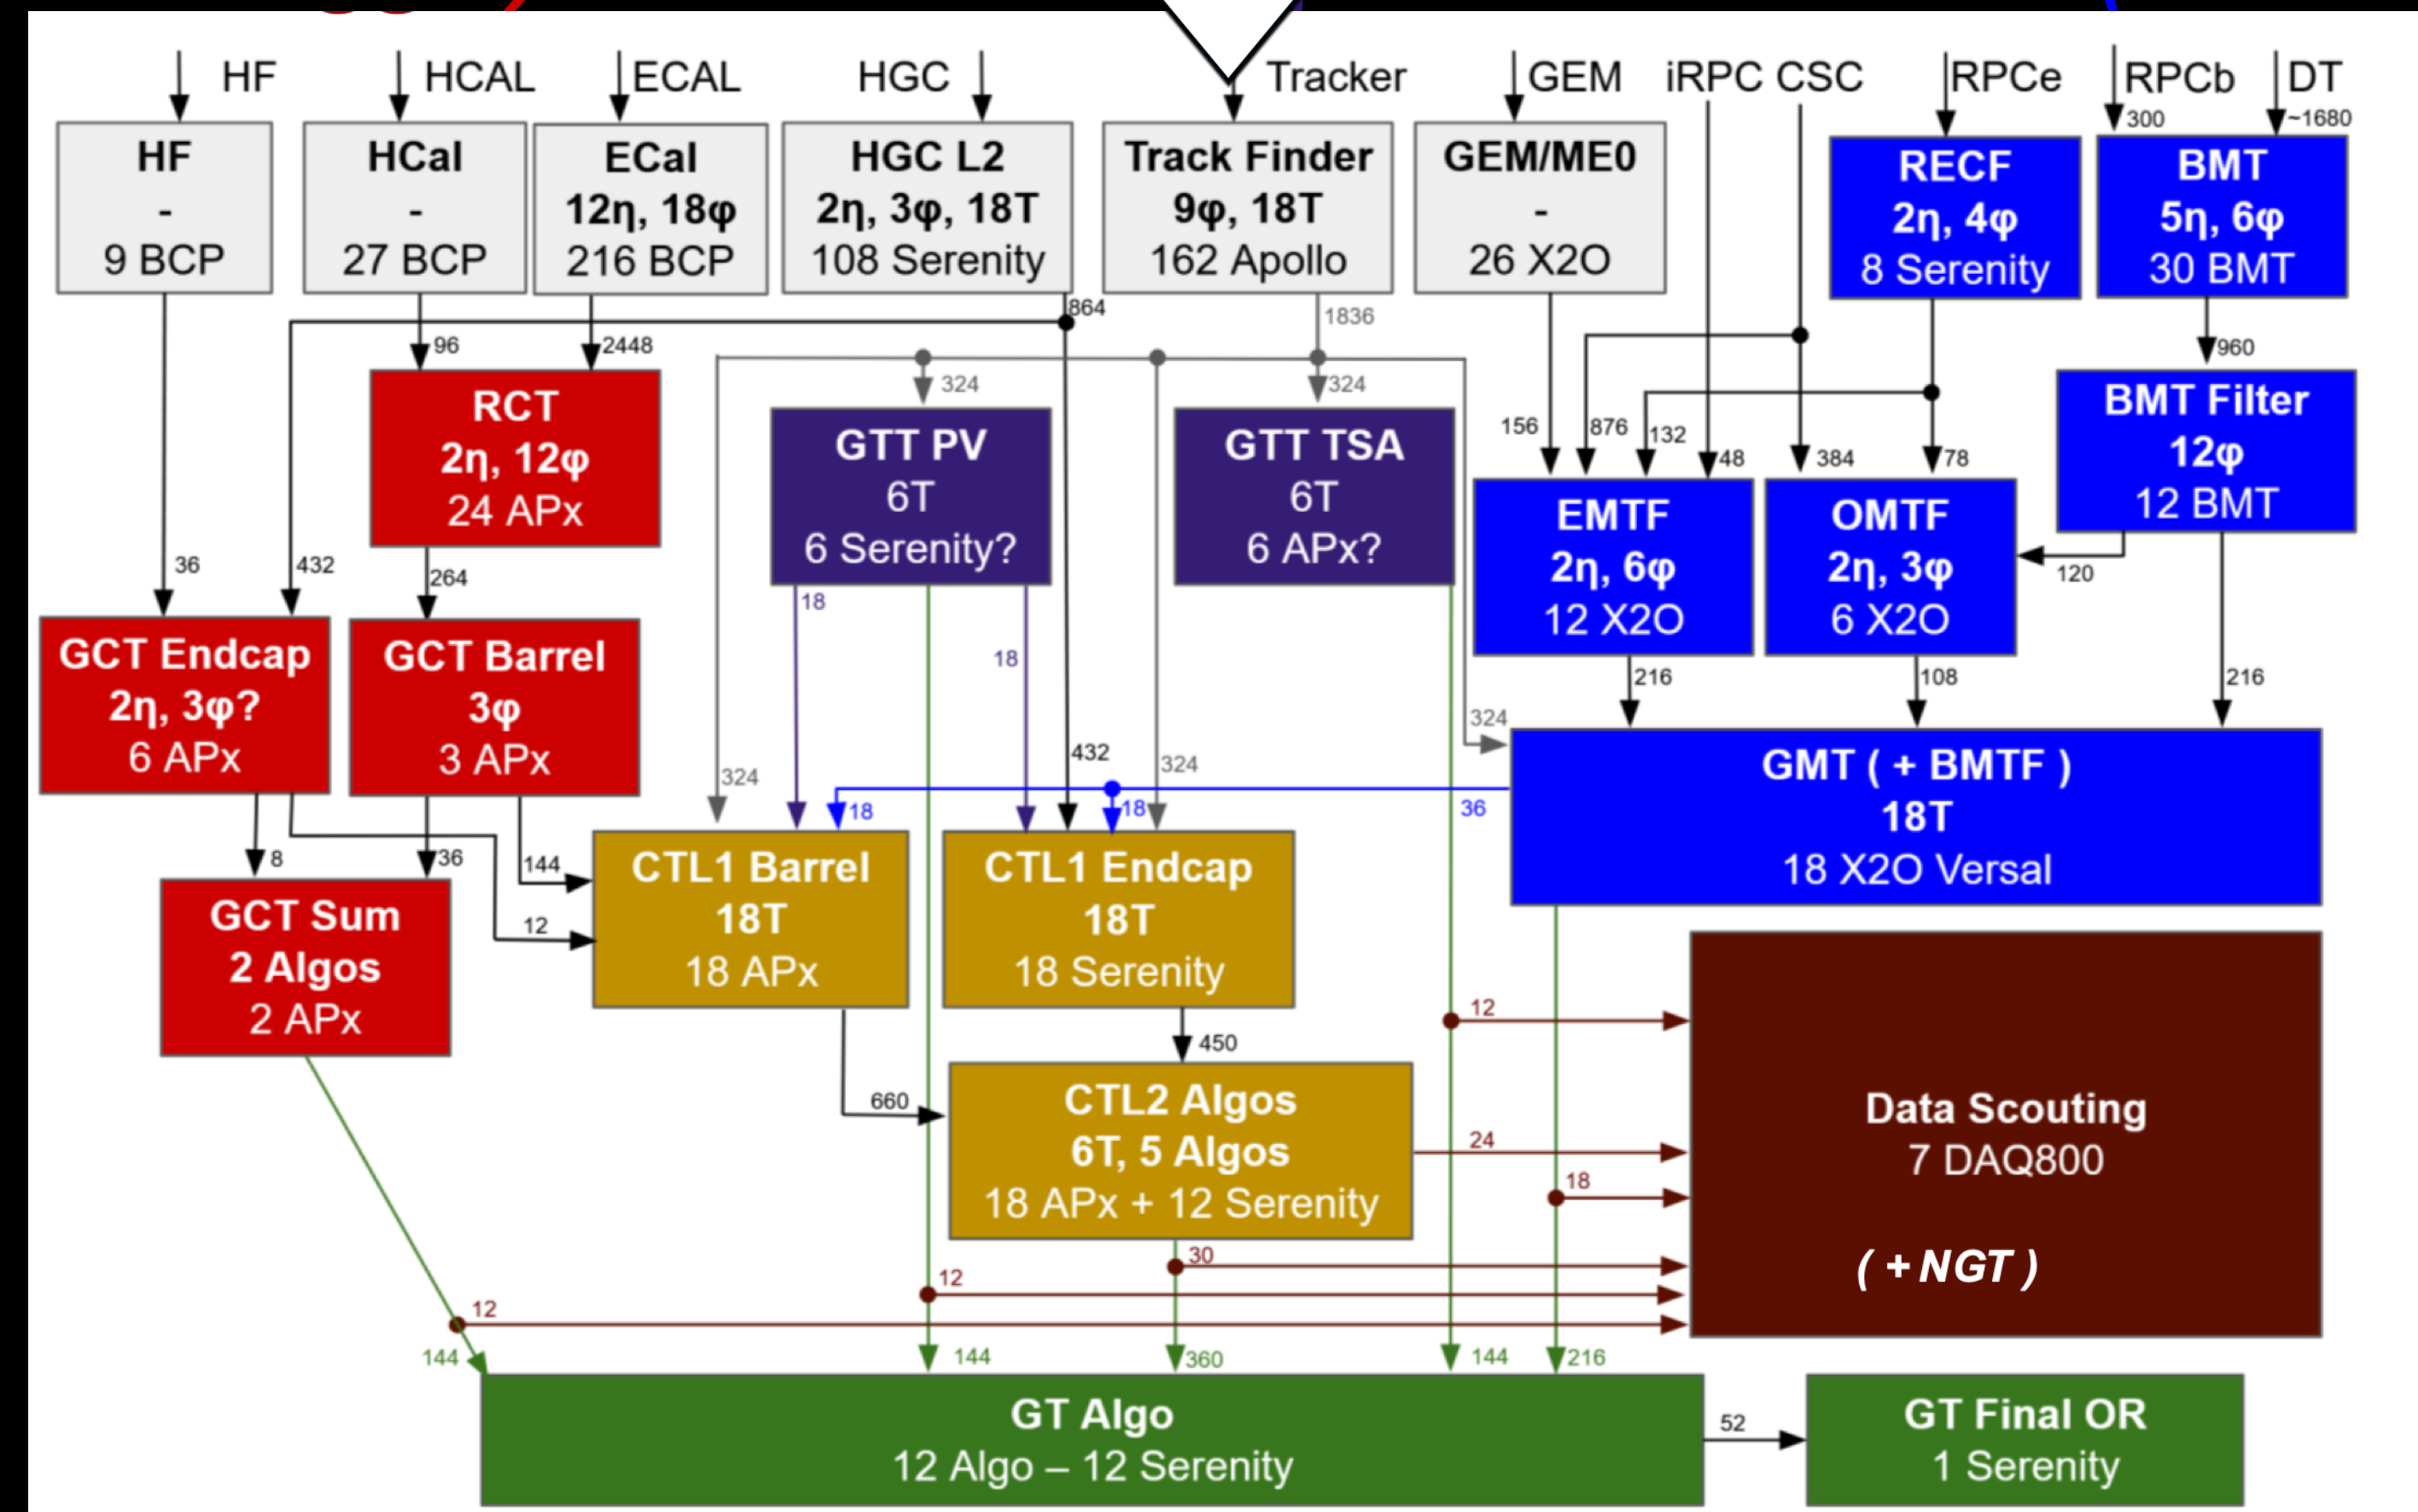 HF
HCAL
ECAL
HGC
Tracker
GEM
iRPC
CSC
RPCe
RPCb
DT
300
~1680
HF
-
9 BCP
HCal
-
27 BCP
ECal
12η, 18φ
216 BCP
HGC L2
2η, 3φ, 18T
108 Serenity
Track Finder
9φ, 18T
162 Apollo
GEM/ME0
-
26 X2O
RECF
2η, 4φ
8 Serenity
BMT
5η, 6φ
30 BMT
864
1836
96
2448
960
324
324
RCT
2η, 12φ
24 APx
GTT PV
6T
6 Serenity?
GTT TSA
6T
6 APx?
156
876
132
48
384
78
BMT Filter
12φ
12 BMT
EMTF
2η, 6φ
12 X2O
OMTF
2η, 3φ
6 X2O
120
36
432
264
18
18
216
108
216
GCT Endcap
2η, 3φ?
6 APx
GCT Barrel
3φ
3 APx
324
432
324
324
18
18
36
GMT ( + BMTF )
18T
18 X2O Versal
8
36
144
12
GCT Sum
2 Algos
2 APx
CTL1 Barrel
18T
18 APx
CTL1 Endcap
18T
18 Serenity
450
660
CTL2 Algos
6T, 5 Algos
18 APx + 12 Serenity
12
24
18
30
12
12
Data Scouting
7 DAQ800
( + NGT )
144
144
360
144
216
GT Algo
12 Algo – 12 Serenity
52
GT Final OR
1 Serenity